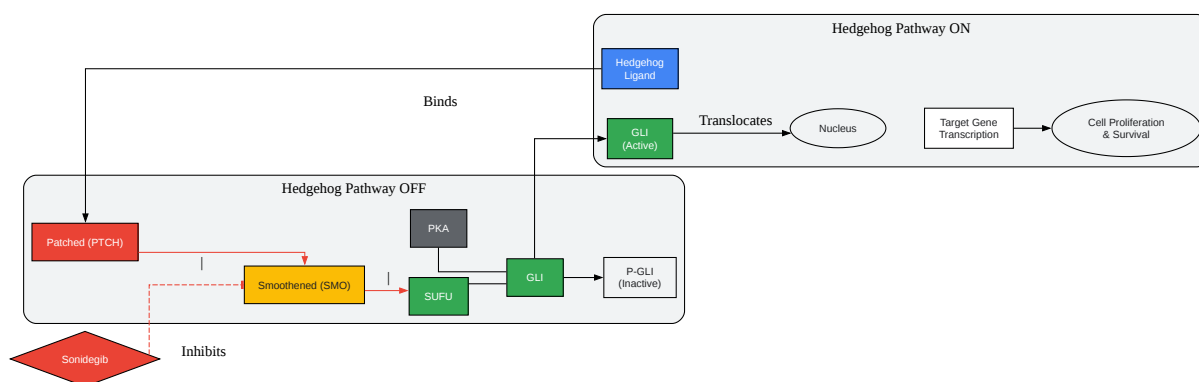 Hedgehog Pathway ON
Hedgehog
Ligand
Binds
GLI
(Active)
Translocates
Nucleus
Target Gene
Transcription
Cell Proliferation
& Survival
Hedgehog Pathway OFF
Patched (PTCH)
|
Smoothened (SMO)
|
PKA
SUFU
GLI
P-GLI
(Inactive)
Sonidegib
Inhibits